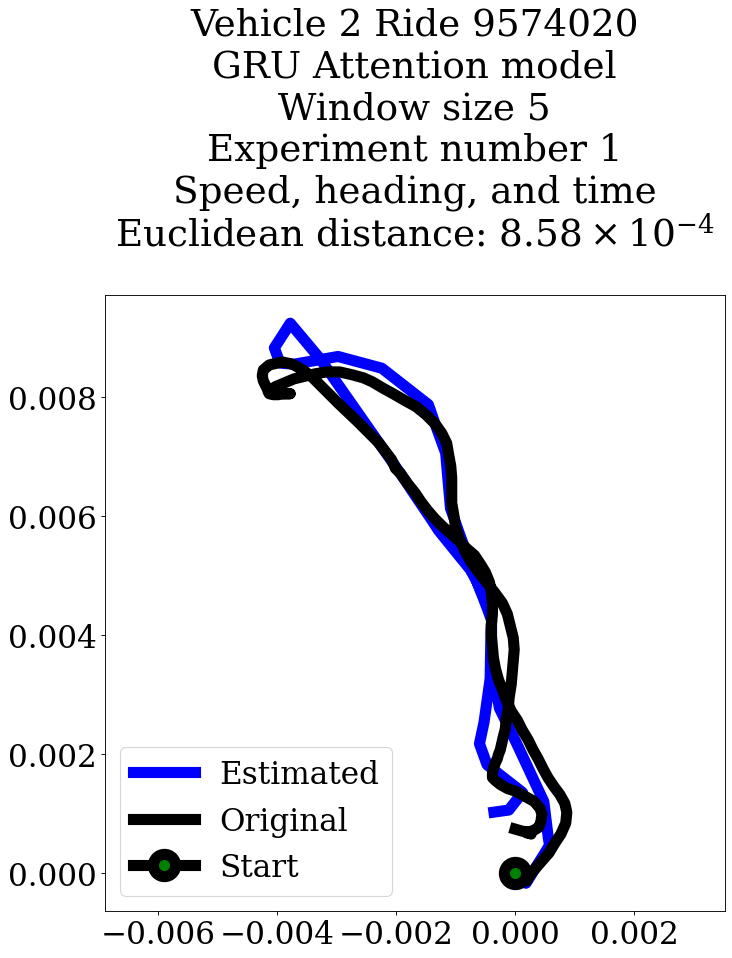 Vehicle 2 Ride 9574020
GRU Attention model
Window size 5
Experiment number 1
Speed, heading, and time
Euclidean distance: 8.58 × 10⁻⁴
0.008
0.006
0.004
0.002
0.000
Estimated
Original
Start
−0.006 −0.004 −0.002 0.000 0.002